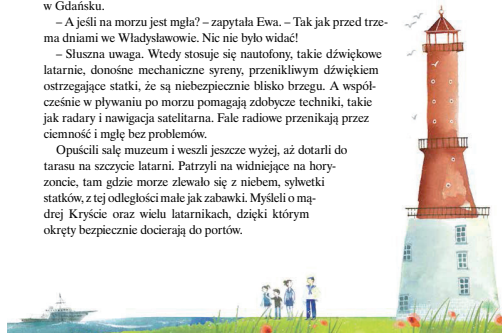 w Gdańsku.
– A jeśli na morzu jest mgła? – zapytała Ewa. – Tak jak przed trze-
ma dniami we Władysławowie. Nic nie było widać!
– Słuszna uwaga. Wtedy stosuje się nautofony, takie dźwiękowe
latarnie, donośne mechaniczne syreny, przenikliwym dźwiękiem
ostrzegające statki, że są niebezpiecznie blisko brzegu. A współ-
cześnie w pływaniu po morzu pomagają zdobycze techniki, takie
jak radary i nawigacja satelitarna. Fale radiowe przenikają przez
ciemność i mgłę bez problemów.
Opuścili salę muzeum i weszli jeszcze wyżej, aż dotarli do
tarasu na szczycie latarni. Patrzyli na widniejące na hory-
zoncie, tam gdzie morze zlewało się z niebem, sylwetki
statków, z tej odległości małe jak zabawki. Myśleli o mą-
drej Kryście oraz wielu latarnikach, dzięki którym
okręty bezpiecznie docierają do portów.